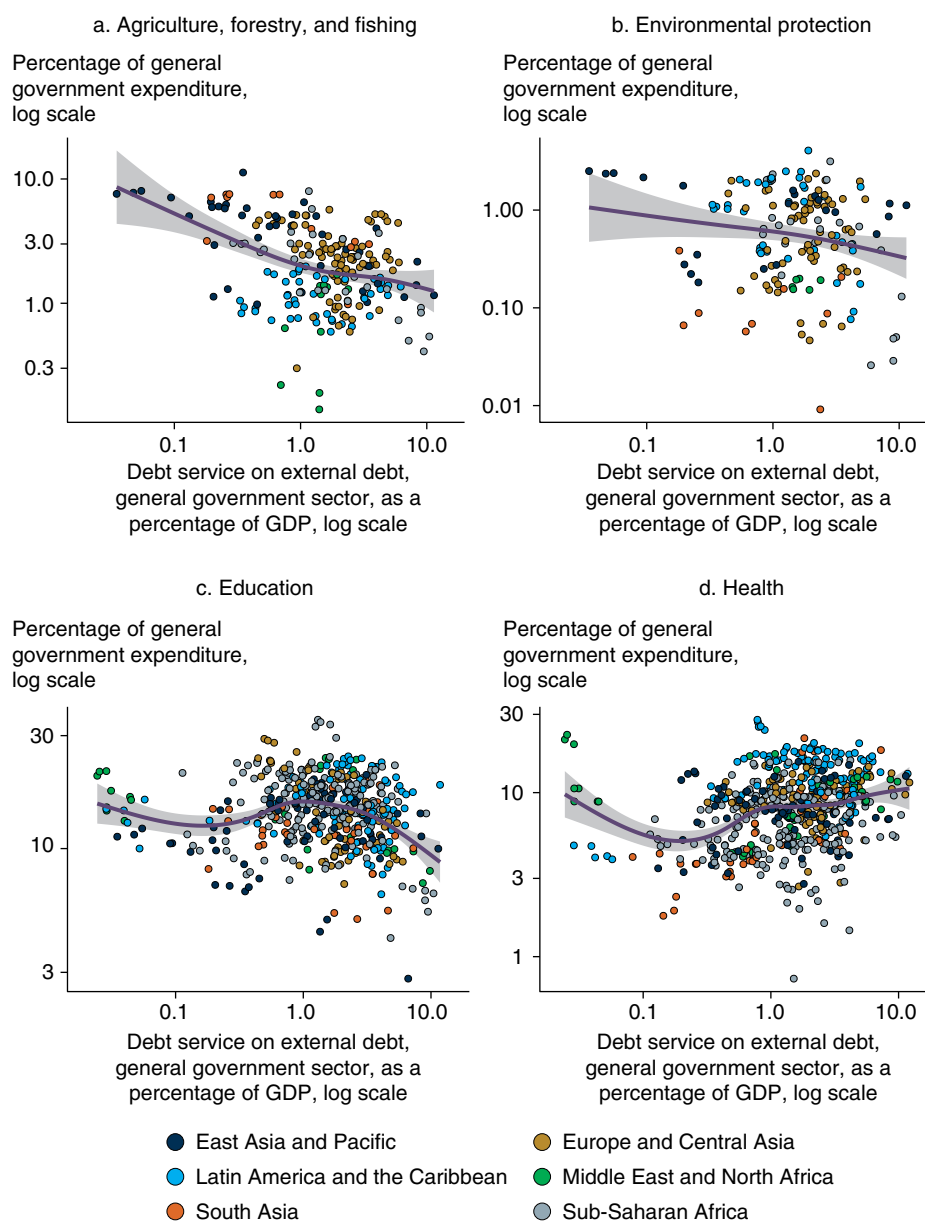 a. Agriculture, forestry, and fishing
Percentage of general
government expenditure,
log scale
10.0
3.0
1.0
0.3
0.1 1.0 10.0
Debt service on external debt,
general government sector, as a
percentage of GDP, log scale
b. Environmental protection
Percentage of general
government expenditure,
log scale
1.00
0.10
0.01
0.1 1.0 10.0
Debt service on external debt,
general government sector, as a
percentage of GDP, log scale
c. Education
Percentage of general
government expenditure,
log scale
30
10
3
0.1 1.0 10.0
Debt service on external debt,
general government sector, as a
percentage of GDP, log scale
d. Health
Percentage of general
government expenditure,
log scale
30
10
3
1
0.1 1.0 10.0
Debt service on external debt,
general government sector, as a
percentage of GDP, log scale
East Asia and Pacific
Europe and Central Asia
Latin America and the Caribbean
Middle East and North Africa
South Asia
Sub-Saharan Africa